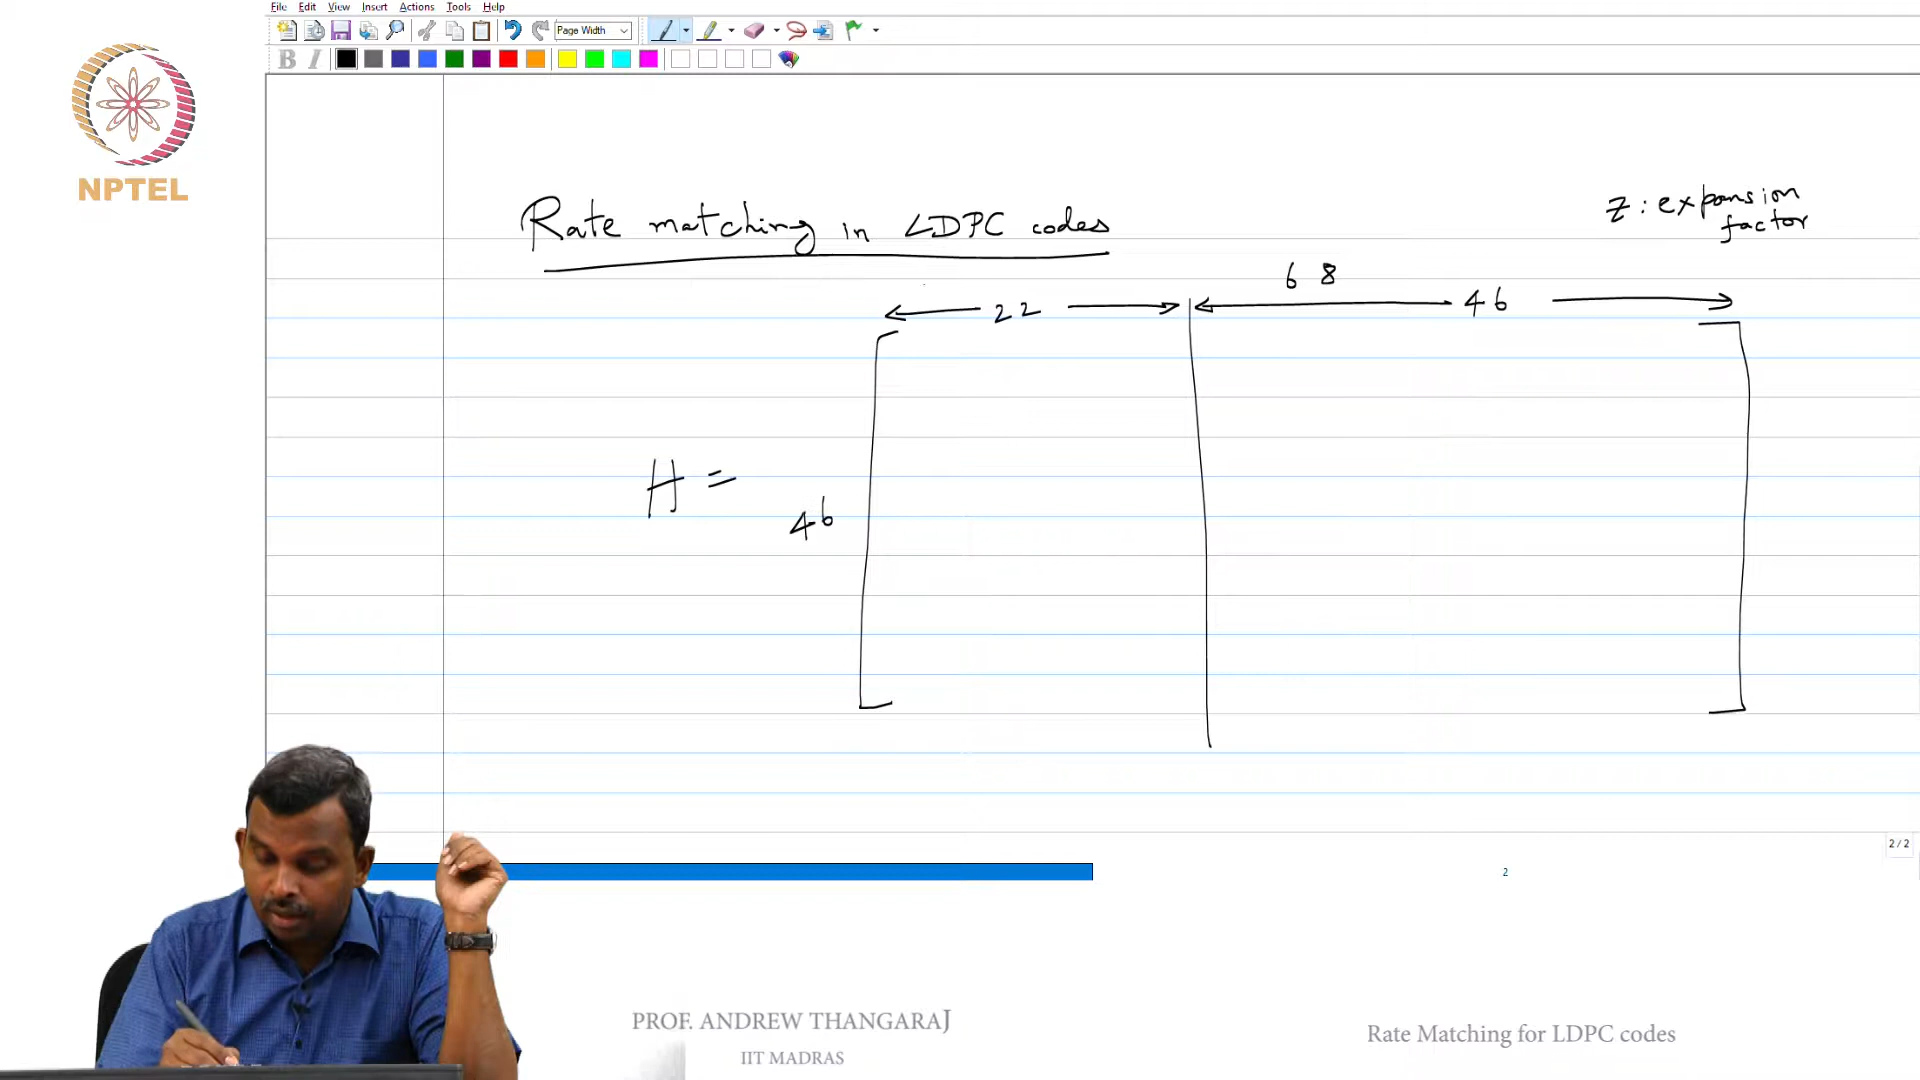 File Edit View Insert Actions Tools Help
Page Width
B I
NPTEL
Rate matching in LDPC codes
z : expansion factor
68
22 46
H =
46
2 / 2
2
PROF. ANDREW THANGARAJ
IIT MADRAS
Rate Matching for LDPC codes